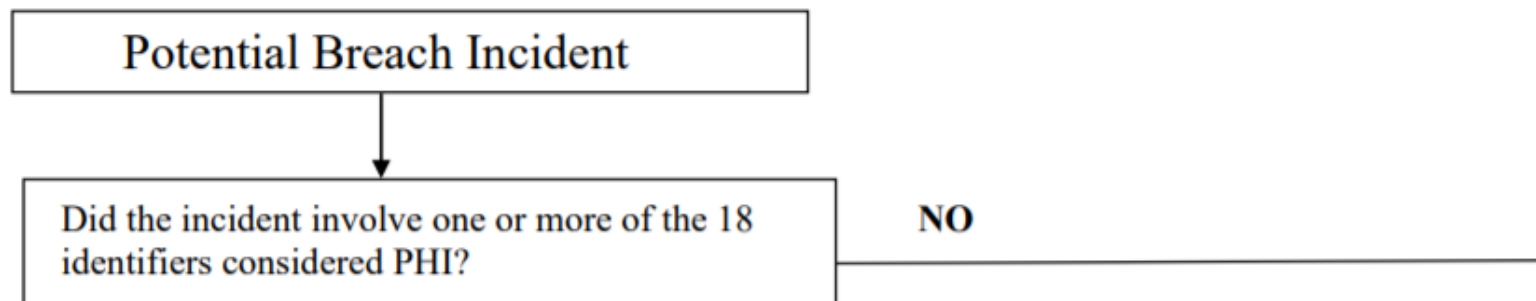 Potential Breach Incident
Did the incident involve one or more of the 18
NO
identifiers considered PHI?